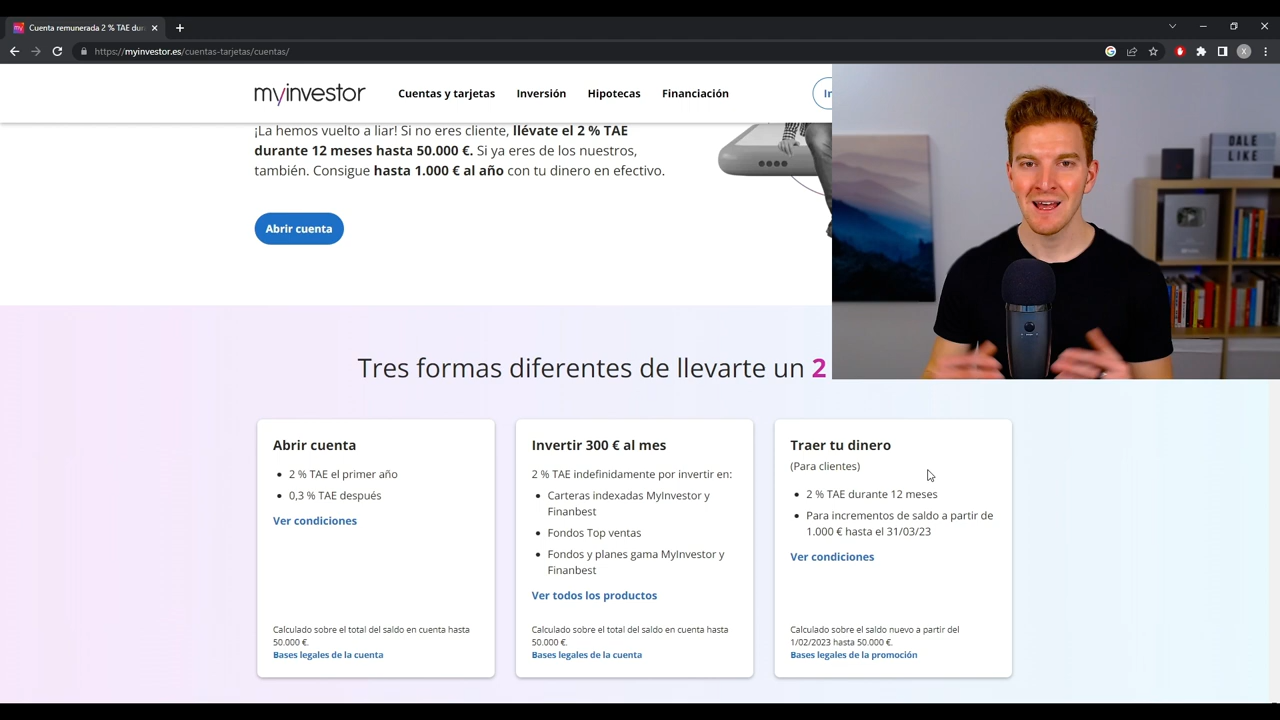 Cuenta remunerada 2 % TAE dur
https://myinvestor.es/cuentas-tarjetas/cuentas/
X
myinvestor
Cuentas y tarjetas
Inversión
Hipotecas
Financiación
¡La hemos vuelto a liar! Si no eres cliente, llévate el 2 % TAE
durante 12 meses hasta 50.000 €. Si ya eres de los nuestros,
también. Consigue hasta 1.000 € al año con tu dinero en efectivo.
Abrir cuenta
DALE
LIKE
Tres formas diferentes de llevarte un 2
Abrir cuenta
2 % TAE el primer año
0,3 % TAE después
Ver condiciones
Calculado sobre el total del saldo en cuenta hasta
50.000 €.
Bases legales de la cuenta
Invertir 300 € al mes
2 % TAE indefinidamente por invertir en:
Carteras indexadas MyInvestor y
Finanbest
Fondos Top ventas
Fondos y planes gama MyInvestor y
Finanbest
Ver todos los productos
Calculado sobre el total del saldo en cuenta hasta
50.000 €.
Bases legales de la cuenta
Traer tu dinero
(Para clientes)
2 % TAE durante 12 meses
Para incrementos de saldo a partir de
1.000 € hasta el 31/03/23
Ver condiciones
Calculado sobre el saldo nuevo a partir del
1/02/2023 hasta 50.000 €.
Bases legales de la promoción